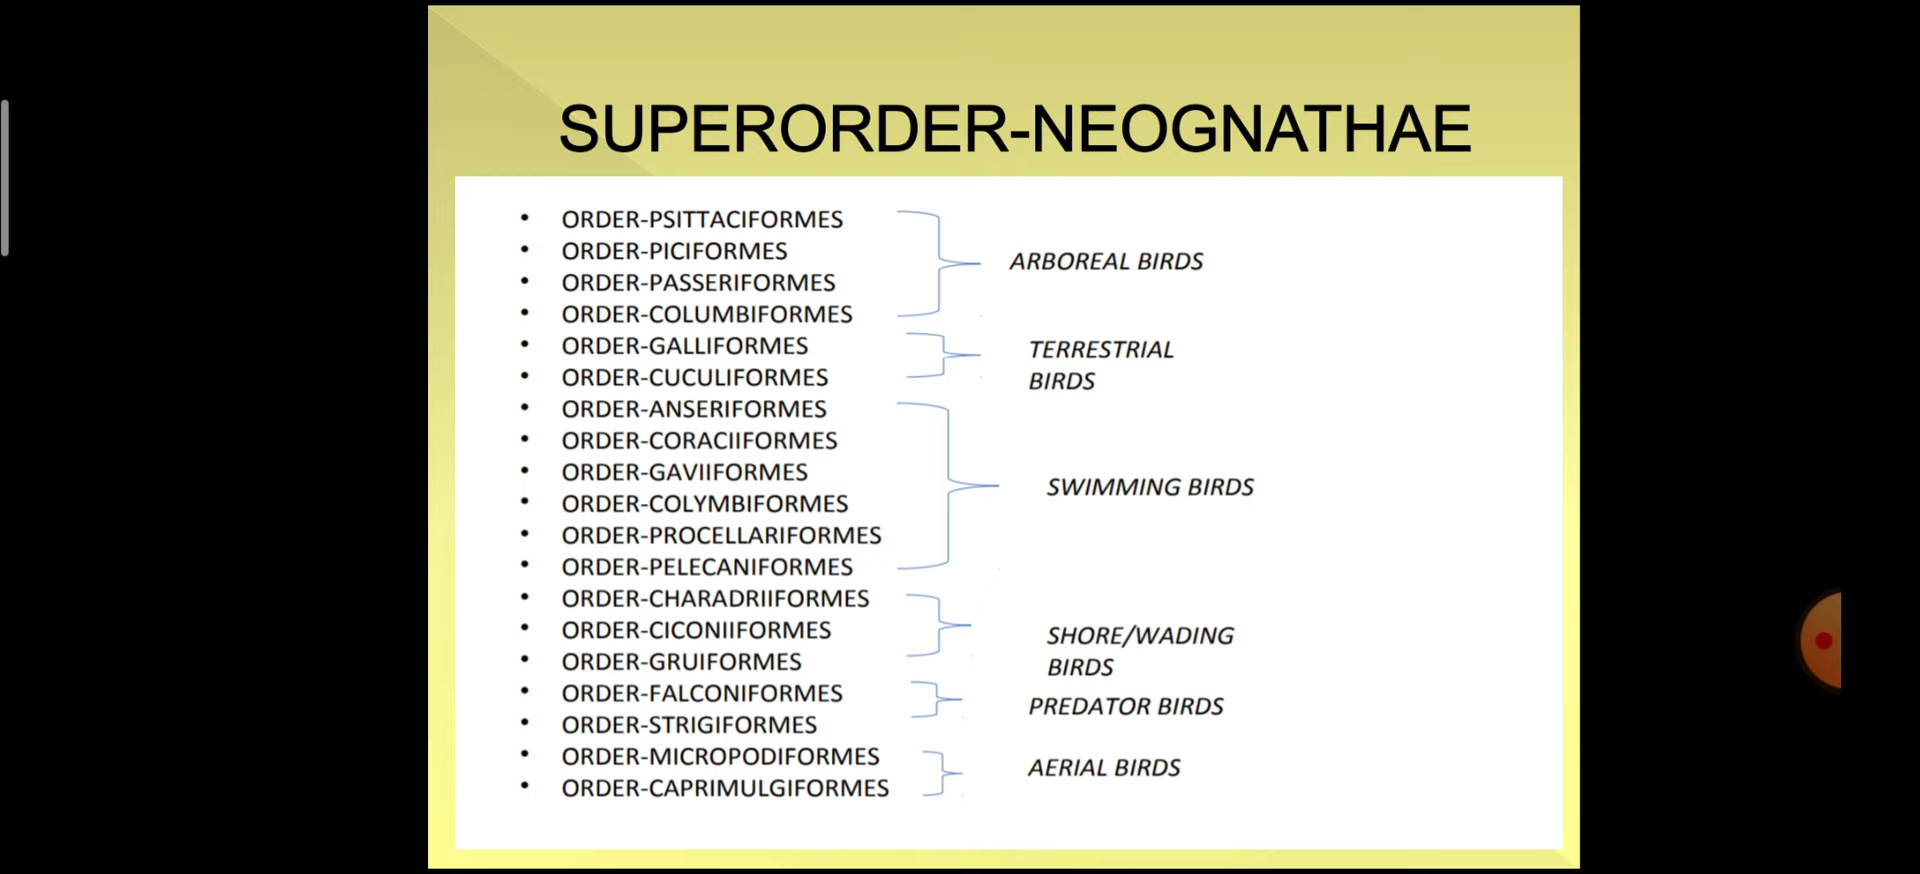 SUPERORDER-NEOGNATHAE
• ORDER-PSITTACIFORMES
• ORDER-PICIFORMES
• ORDER-PASSERIFORMES
• ORDER-COLUMBIFORMES
ARBOREAL BIRDS
• ORDER-GALLIFORMES
• ORDER-CUCULIFORMES
TERRESTRIAL
BIRDS
• ORDER-ANSERIFORMES
• ORDER-CORACIIFORMES
• ORDER-GAVIIFORMES
• ORDER-COLYMBIFORMES
• ORDER-PROCELLARIFORMES
• ORDER-PELECANIFORMES
SWIMMING BIRDS
• ORDER-CHARADRIIFORMES
• ORDER-CICONIIFORMES
• ORDER-GRUIFORMES
SHORE/WADING
BIRDS
• ORDER-FALCONIFORMES
• ORDER-STRIGIFORMES
PREDATOR BIRDS
• ORDER-MICROPODIFORMES
• ORDER-CAPRIMULGIFORMES
AERIAL BIRDS